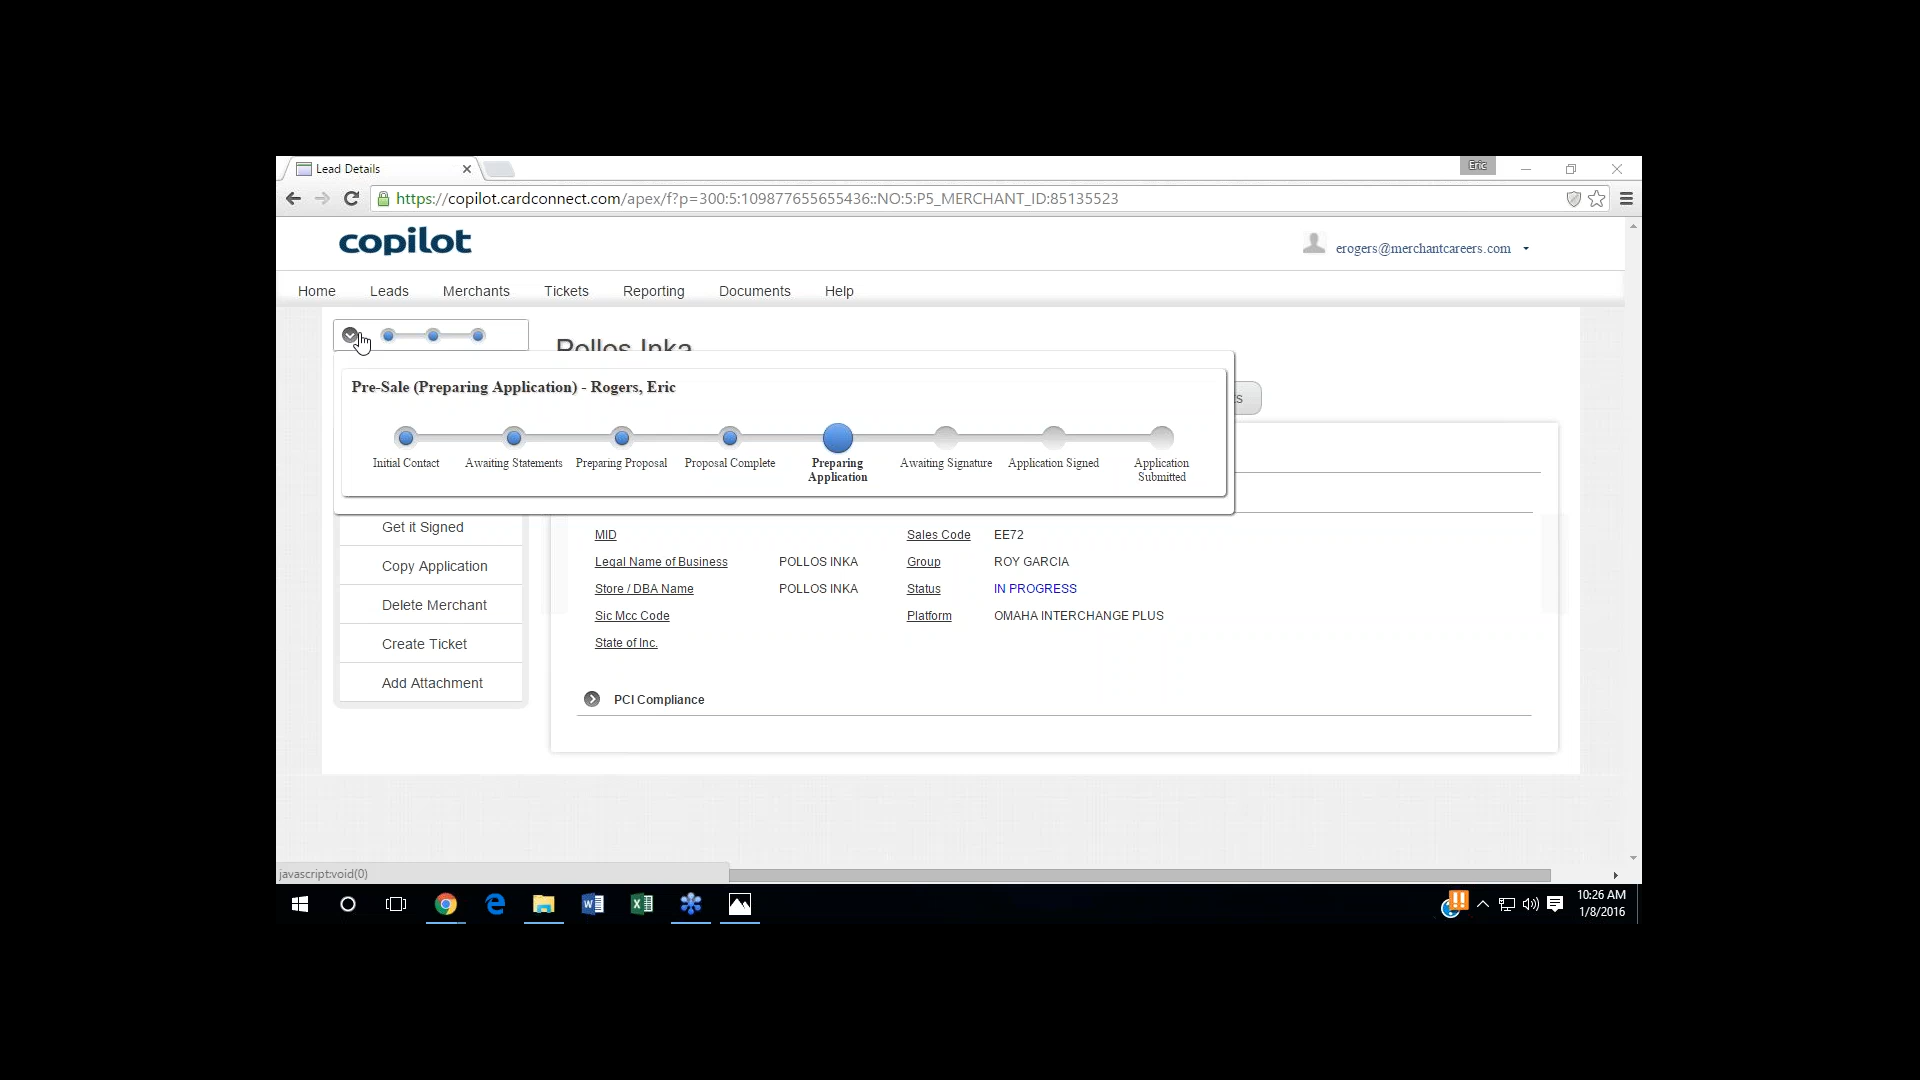 Lead Details
Eric
https://copilot.cardconnect.com/apex/f?p=300:5:109877655655436::NO:5:P5_MERCHANT_ID:85135523
copilot
erogers@merchantcareers.com
Home Leads Merchants Tickets Reporting Documents Help
Pollos Inka
Pre-Sale (Preparing Application) - Rogers, Eric
Initial Contact Awaiting Statements Preparing Proposal Proposal Complete Preparing Application Awaiting Signature Application Signed Application Submitted
Get it Signed
Copy Application
Delete Merchant
Create Ticket
Add Attachment
MID Sales Code EE72
Legal Name of Business POLLOS INKA Group ROY GARCIA
Store / DBA Name POLLOS INKA Status IN PROGRESS
Sic Mcc Code Platform OMAHA INTERCHANGE PLUS
State of Inc.
PCI Compliance
javascript:void(0)
10:26 AM
1/8/2016